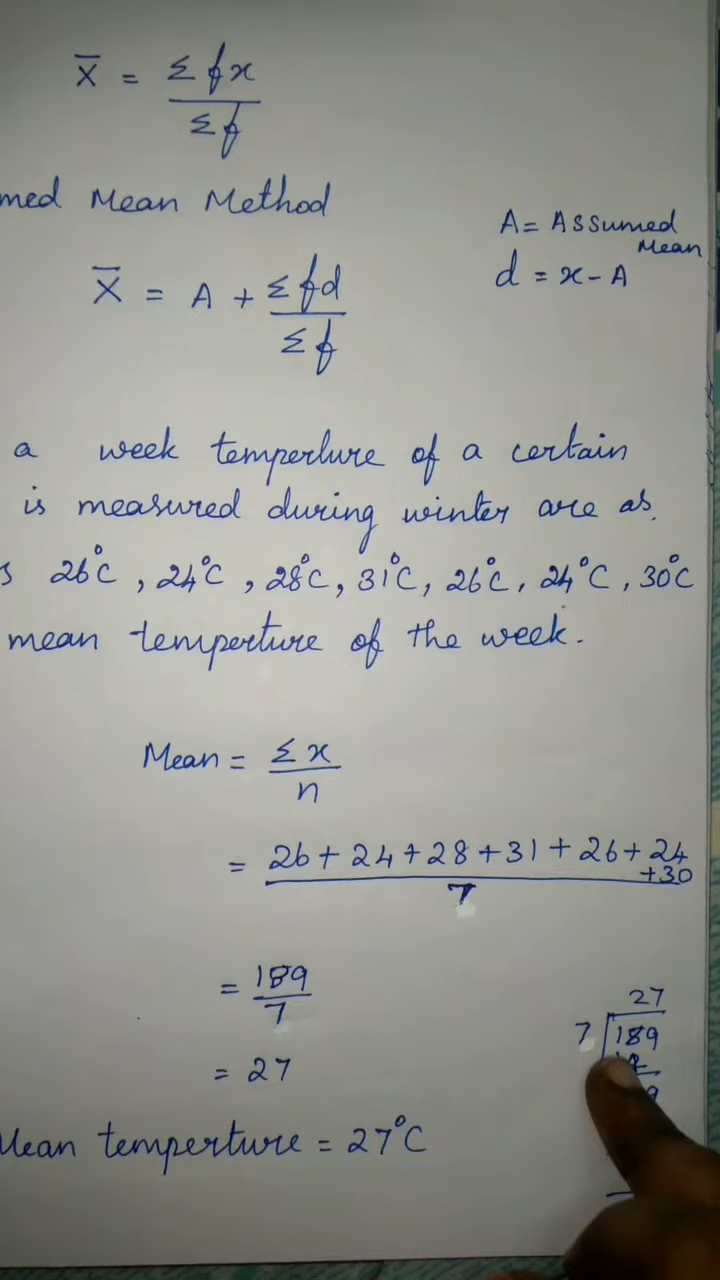 X̄ = Σfx / Σf
med Mean Method
A = Assumed Mean
X̄ = A + Σfd / Σf
d = x - A
a week temperlure of a certain
is measured during winter are as
s 26°C, 24°C, 28°C, 31°C, 26°C, 24°C, 30°C
mean temperture of the week.
Mean = Σx / n
= 26 + 24 + 28 + 31 + 26 + 24 + 30 / 7
= 189 / 7
27
7 189
= 27
Mean temperture = 27°C